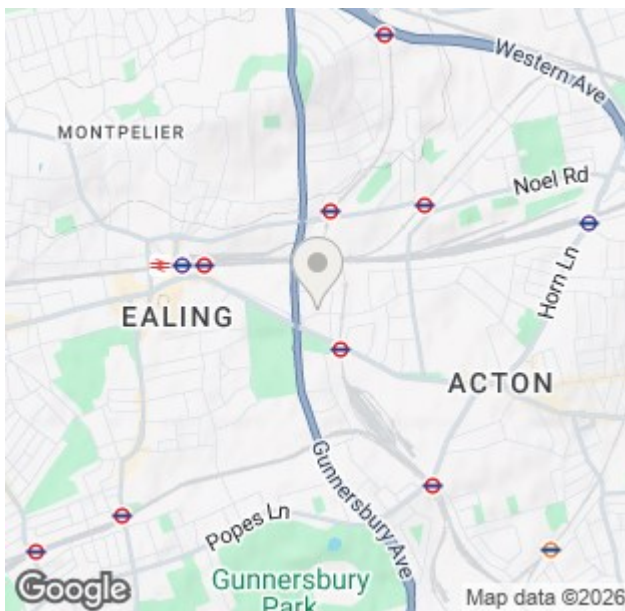 Western Ave
MONTPELIER
Noel Rd
Horn Ln
EALING
ACTON
Gunnersbury Ave
Popes Ln
Gunnersbury
Park
Google
Map data ©2026